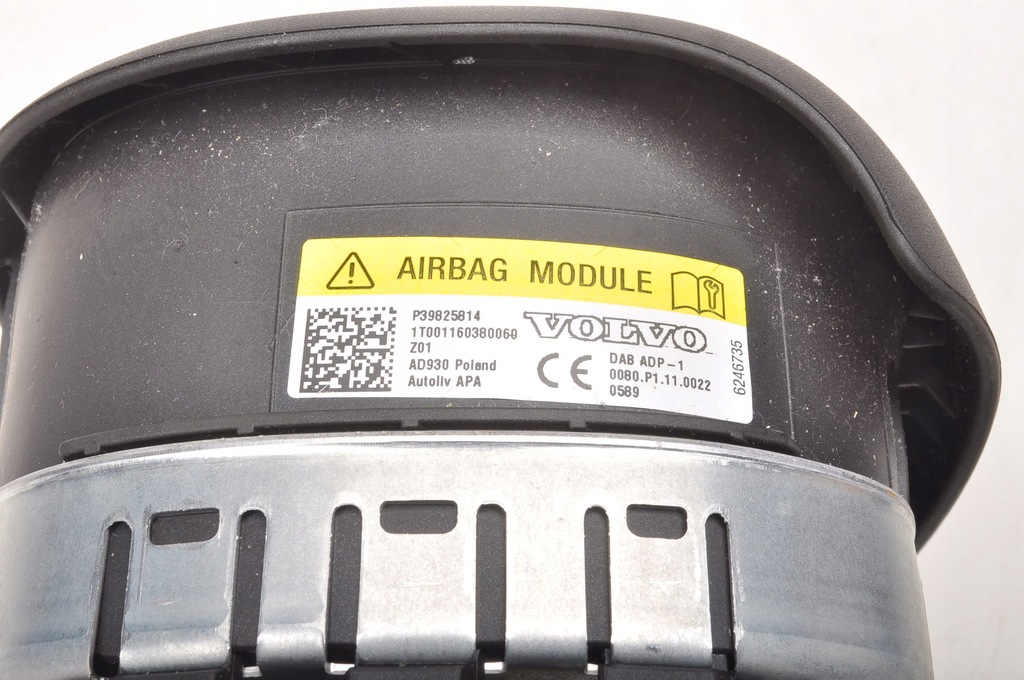 AIRBAG MODULE
P39825814
1T001160380060
Z01
AD930 Poland
Autoliv APA
VOLVO
CE
DAB ADP-1
0080.P1.11.0022
0589
6246735